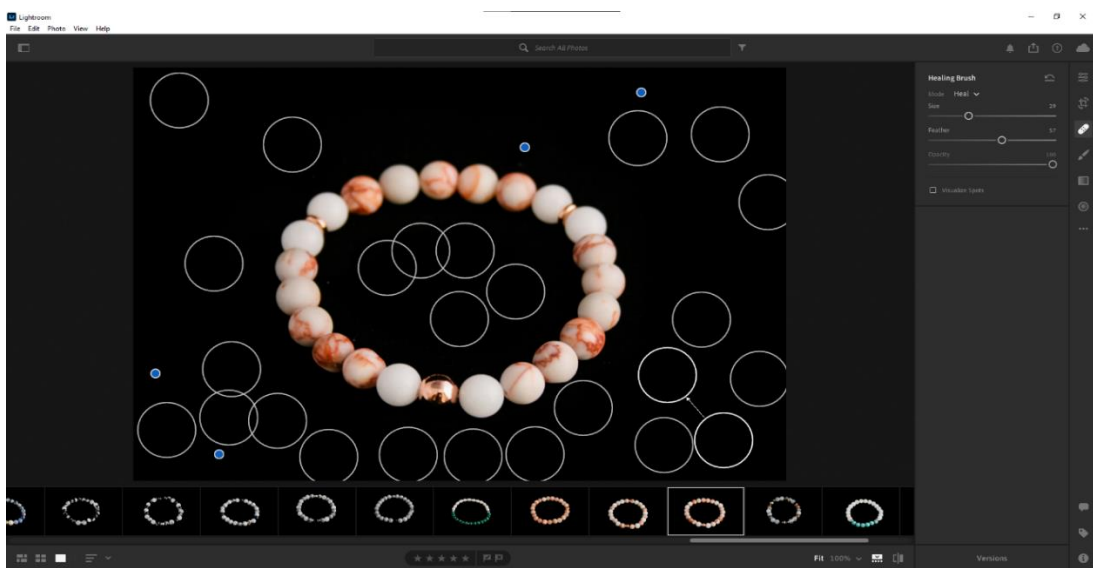 Lightroom
File Edit Photo View Help
Search All Photos
Healing Brush
Mode Heal
Size 29
Feather 57
Opacity 100
Visualize Spots
Fit 100%
Versions